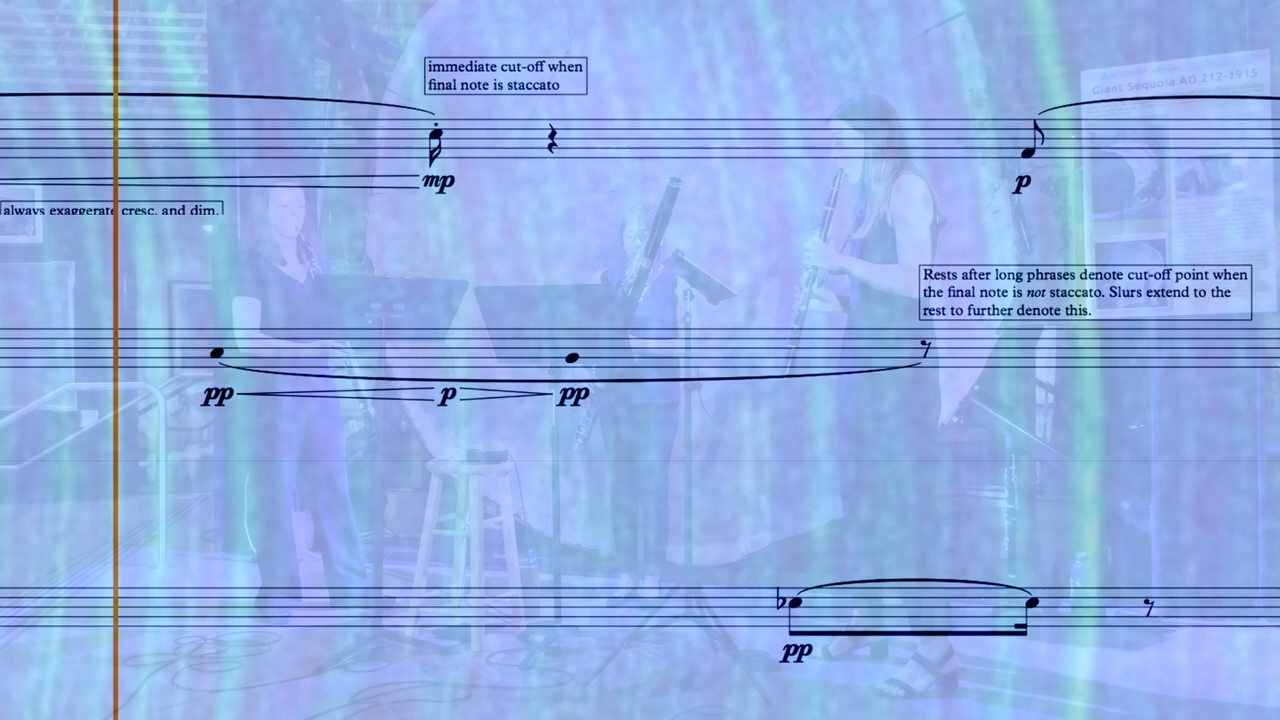 Giant Sequoia AD 212-1915
immediate cut-off when
final note is staccato
mp
p
always exaggerate cresc. and dim.
Rests after long phrases denote cut-off point when
the final note is not staccato. Slurs extend to the
rest to further denote this.
pp p pp
pp